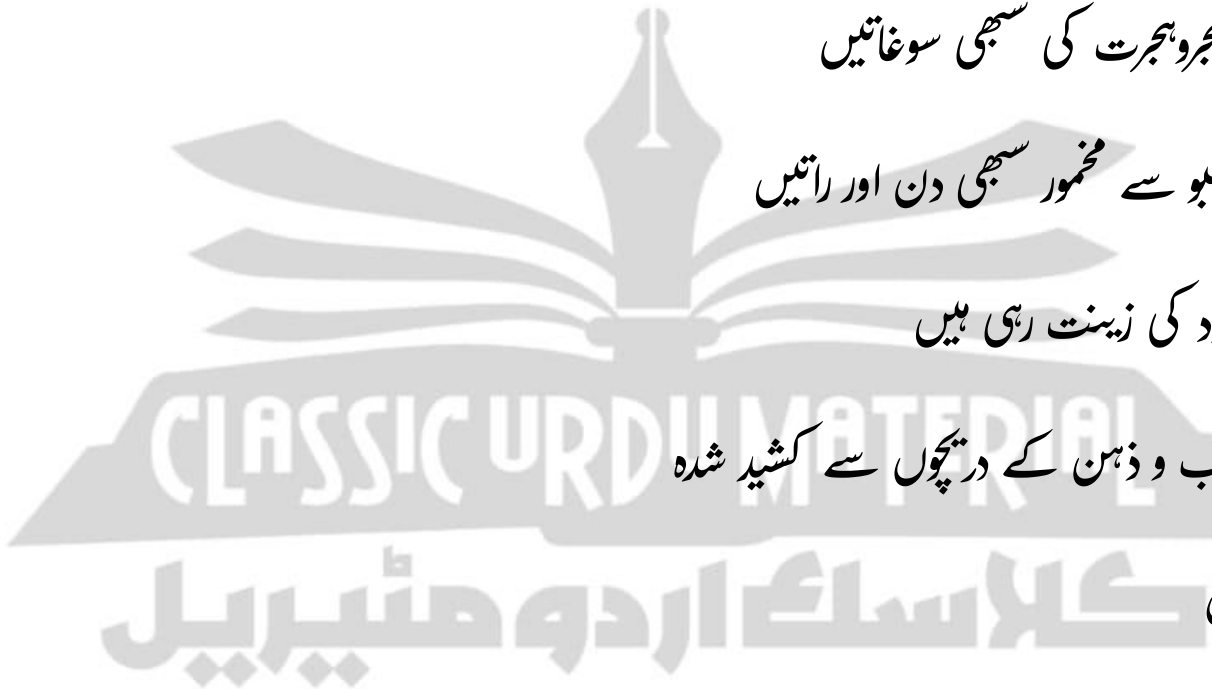 ہجروہجرت کی سبھی سوغاتیں
سے مخمور سبھی دن اور راتیں
کی زینت رہی ہیں
و ذہن کے دریچوں سے کشید شدہ
CLASSIC URDU MATERIAL
کلاسک اردو مٹیریل